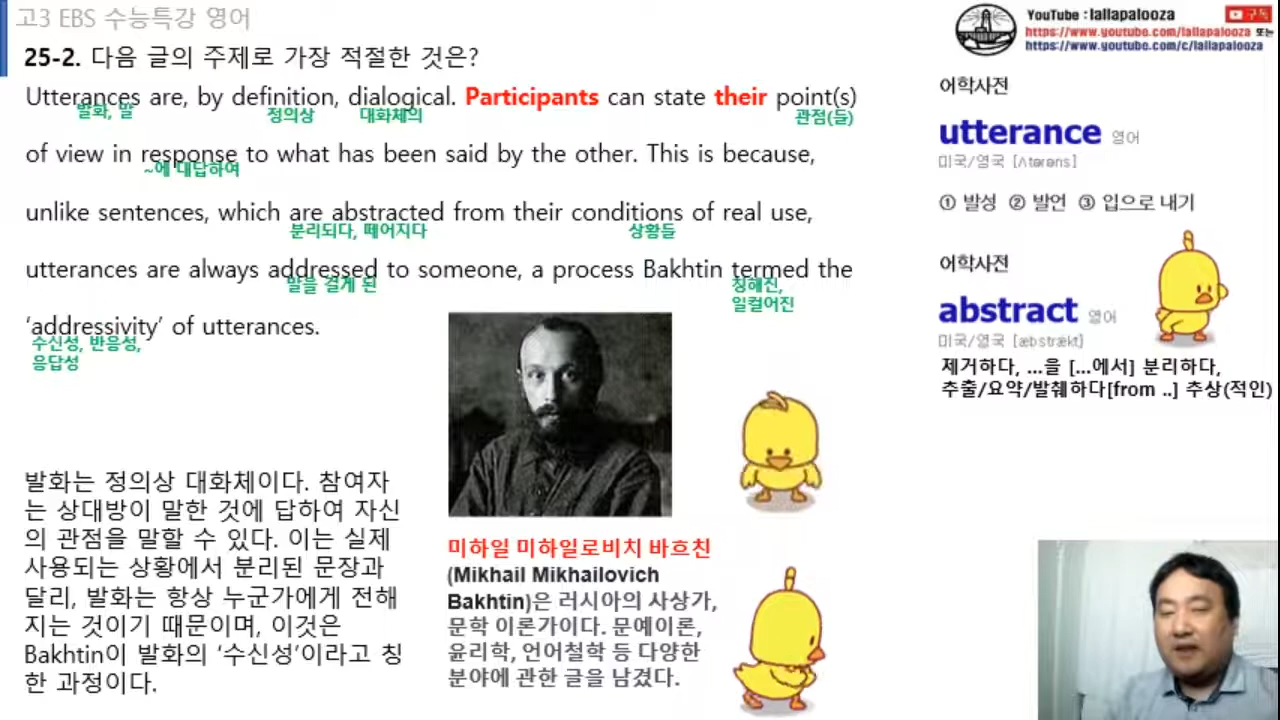 고3 EBS 수능특강 영어
25-2. 다음 글의 주제로 가장 적절한 것은?
Utterances are, by definition, dialogical. Participants can state their point(s)
발화, 말 정의상 대화체의 관점(들)
of view in response to what has been said by the other. This is because,
~에 대답하여
unlike sentences, which are abstracted from their conditions of real use,
분리되다, 떼어지다 상황들
utterances are always addressed to someone, a process Bakhtin termed the
말을 걸게 된 칭해진,
일컬어진
‘addressivity’ of utterances.
수신성, 반응성,
응답성
발화는 정의상 대화체이다. 참여자
는 상대방이 말한 것에 답하여 자신
의 관점을 말할 수 있다. 이는 실제
사용되는 상황에서 분리된 문장과
달리, 발화는 항상 누군가에게 전해
지는 것이기 때문이며, 이것은
Bakhtin이 발화의 ‘수신성’이라고 칭
한 과정이다.
미하일 미하일로비치 바흐친
(Mikhail Mikhailovich
Bakhtin)은 러시아의 사상가,
문학 이론가이다. 문예이론,
윤리학, 언어철학 등 다양한
분야에 관한 글을 남겼다.
YouTube : lallapalooza
구독
https://www.youtube.com/lallapalooza 또는
https://www.youtube.com/c/lallapalooza
어학사전
utterance 영어
미국/영국 [ʌtərəns]
① 발성 ② 발언 ③ 입으로 내기
어학사전
abstract 영어
미국/영국 [æbstrækt]
제거하다, ...을 [...에서] 분리하다,
추출/요약/발췌하다[from ..] 추상(적인)